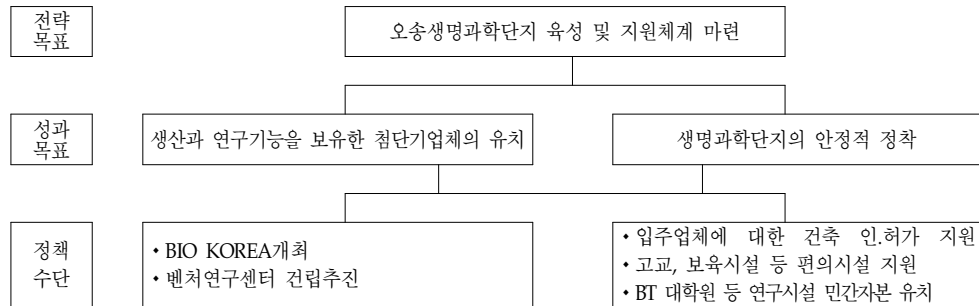 전략
목표
오송생명과학단지 육성 및 지원체계 마련
성과
목표
생산과 연구기능을 보유한 첨단기업체의 유치
생명과학단지의 안정적 정착
정책
수단
• BIO KOREA개최
• 벤처연구센터 건립추진
• 입주업체에 대한 건축 인.허가 지원
• 고교, 보육시설 등 편의시설 지원
• BT 대학원 등 연구시설 민간자본 유치